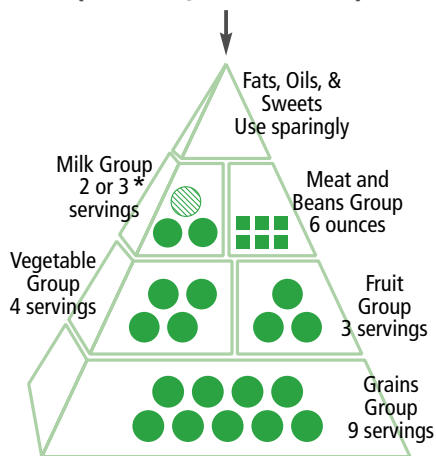 Fats, Oils, &
Sweets
Use sparingly
Milk Group
2 or 3 *
servings
Meat and
Beans Group
6 ounces
Vegetable
Group
4 servings
Fruit
Group
3 servings
Grains
Group
9 servings